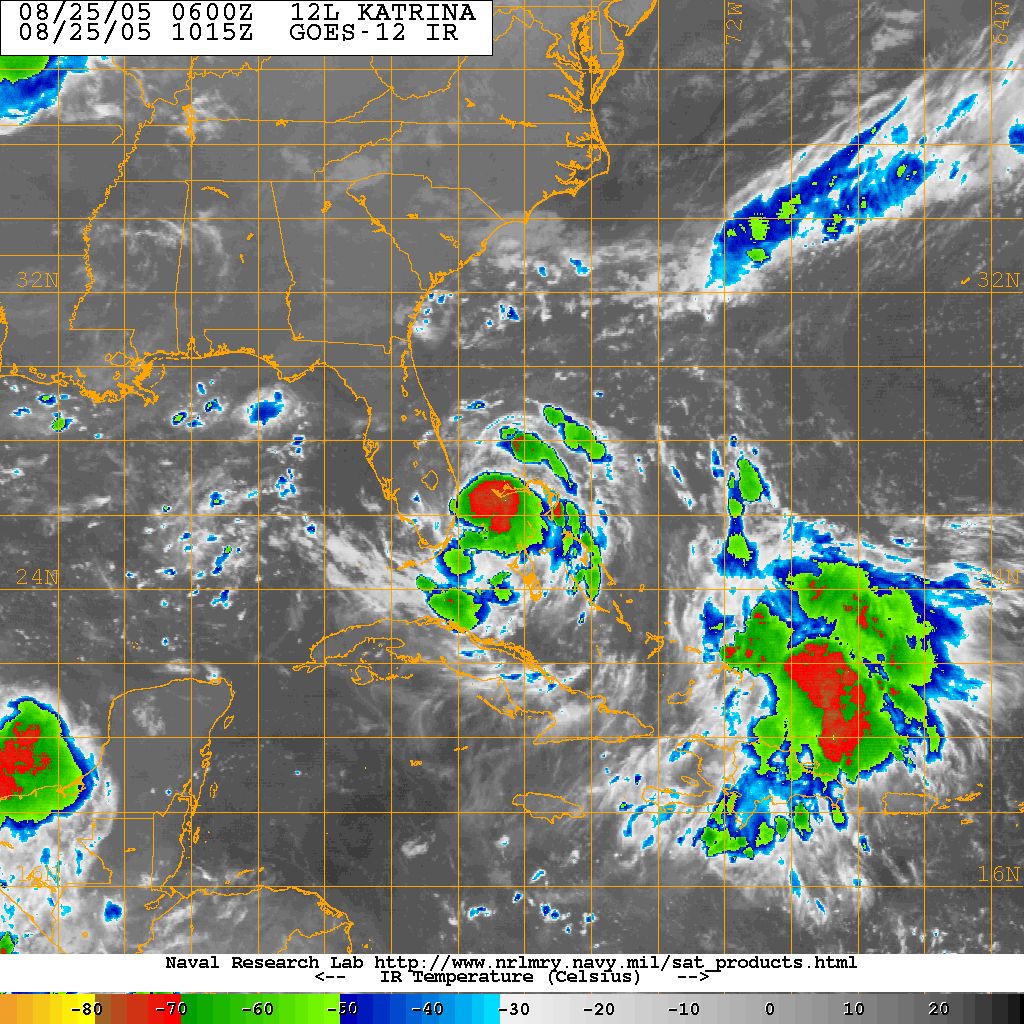 08/25/05 0600Z 12L KATRINA
08/25/05 1015Z GOES-12 IR
72W 64W
32N 32N
24N 24N
16N 16N
Naval Research Lab http://www.nrlmry.navy.mil/sat_products.html
<-- IR Temperature (Celsius) -->
-80 -70 -60 -50 -40 -30 -20 -10 0 10 20